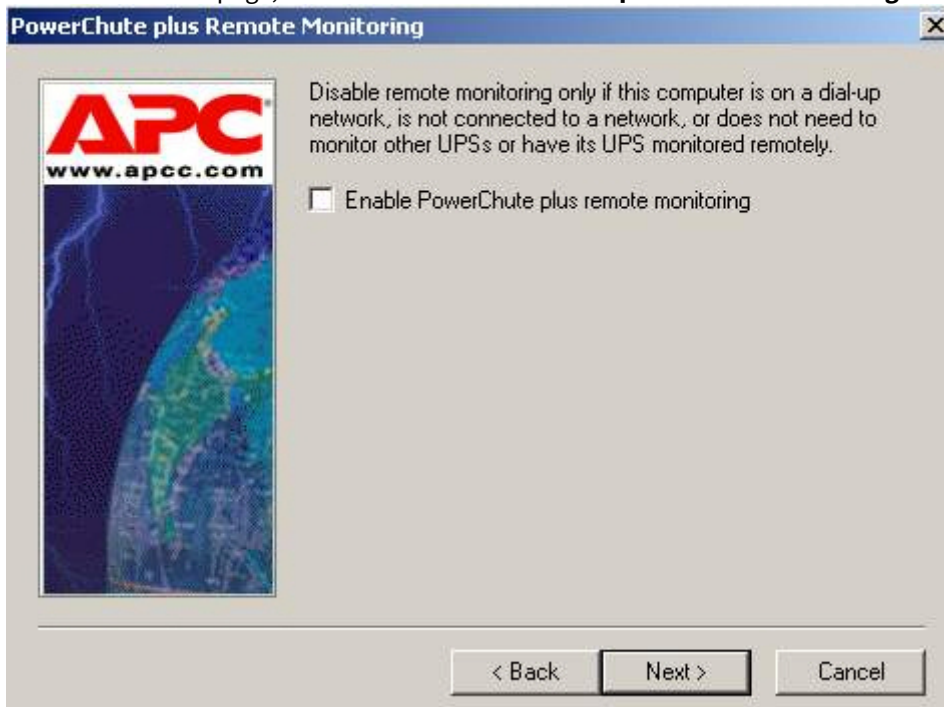 PowerChute plus Remote Monitoring
APC
www.apcc.com
Disable remote monitoring only if this computer is on a dial-up
network, is not connected to a network, or does not need to
monitor other UPSs or have its UPS monitored remotely.
Enable PowerChute plus remote monitoring
< Back
Next >
Cancel